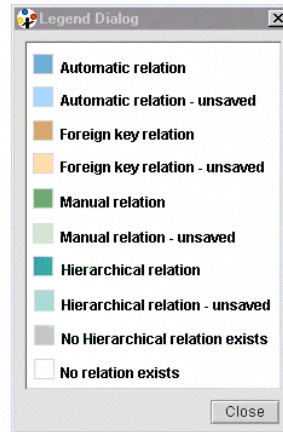 Legend Dialog
Automatic relation
Automatic relation - unsaved
Foreign key relation
Foreign key relation - unsaved
Manual relation
Manual relation - unsaved
Hierarchical relation
Hierarchical relation - unsaved
No Hierarchical relation exists
No relation exists
Close